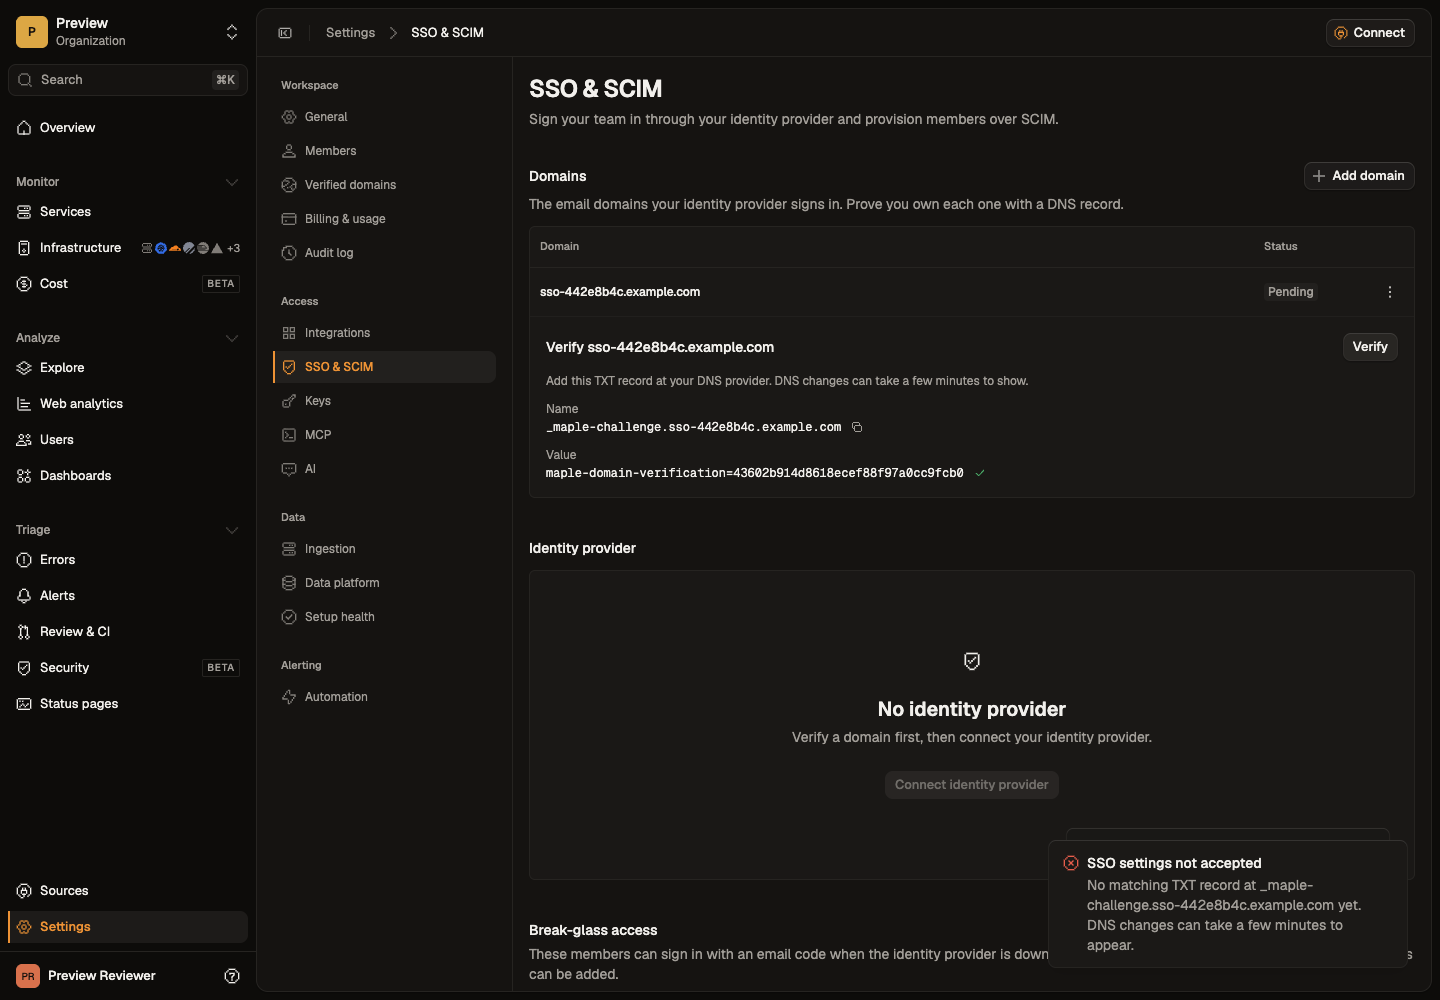 P
Preview
Organization
Search
⌘K
Overview
Monitor
Services
Infrastructure
+3
Cost
BETA
Analyze
Explore
Web analytics
Users
Dashboards
Triage
Errors
Alerts
Review & CI
Security
BETA
Status pages
Sources
Settings
PR
Preview Reviewer
Settings
SSO & SCIM
Connect
Workspace
General
Members
Verified domains
Billing & usage
Audit log
Access
Integrations
SSO & SCIM
Keys
MCP
AI
Data
Ingestion
Data platform
Setup health
Alerting
Automation
SSO & SCIM
Sign your team in through your identity provider and provision members over SCIM.
Domains
Add domain
The email domains your identity provider signs in. Prove you own each one with a DNS record.
Domain
Status
sso-442e8b4c.example.com
Pending
Verify sso-442e8b4c.example.com
Verify
Add this TXT record at your DNS provider. DNS changes can take a few minutes to show.
Name
_maple-challenge.sso-442e8b4c.example.com
Value
maple-domain-verification=43602b914d8618ecef88f97a0cc9fcb0
Identity provider
No identity provider
Verify a domain first, then connect your identity provider.
Connect identity provider
Break-glass access
These members can sign in with an email code when the identity provider is down
s
can be added.
SSO settings not accepted
No matching TXT record at _maple-
challenge.sso-442e8b4c.example.com yet.
DNS changes can take a few minutes to
appear.